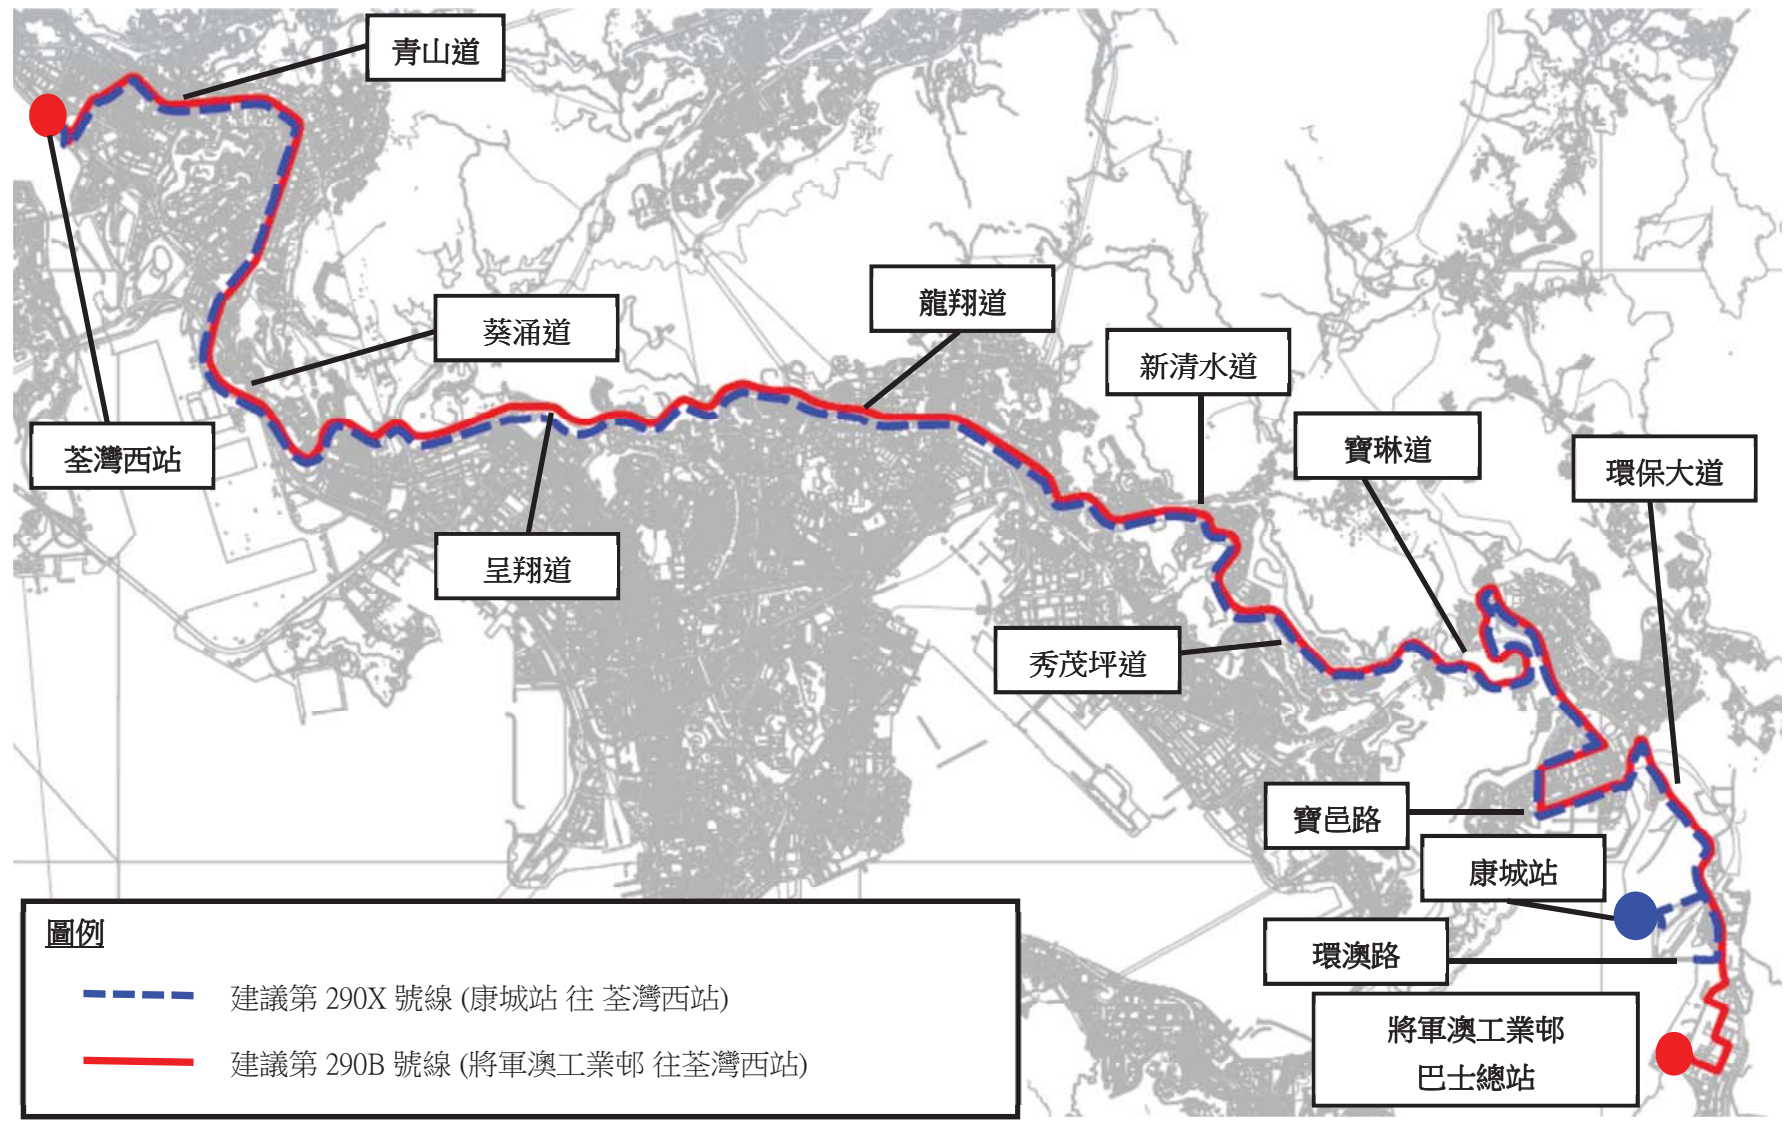 青山道
龍翔道
葵涌道
新清水道
寶琳道
荃灣西站
環保大道
呈翔道
秀茂坪道
寶邑路
康城站
環澳路
將軍澳工業邨
巴士總站
圖例
建議第 290X 號線 (康城站 往 荃灣西站)
建議第 290B 號線 (將軍澳工業邨 往荃灣西站)